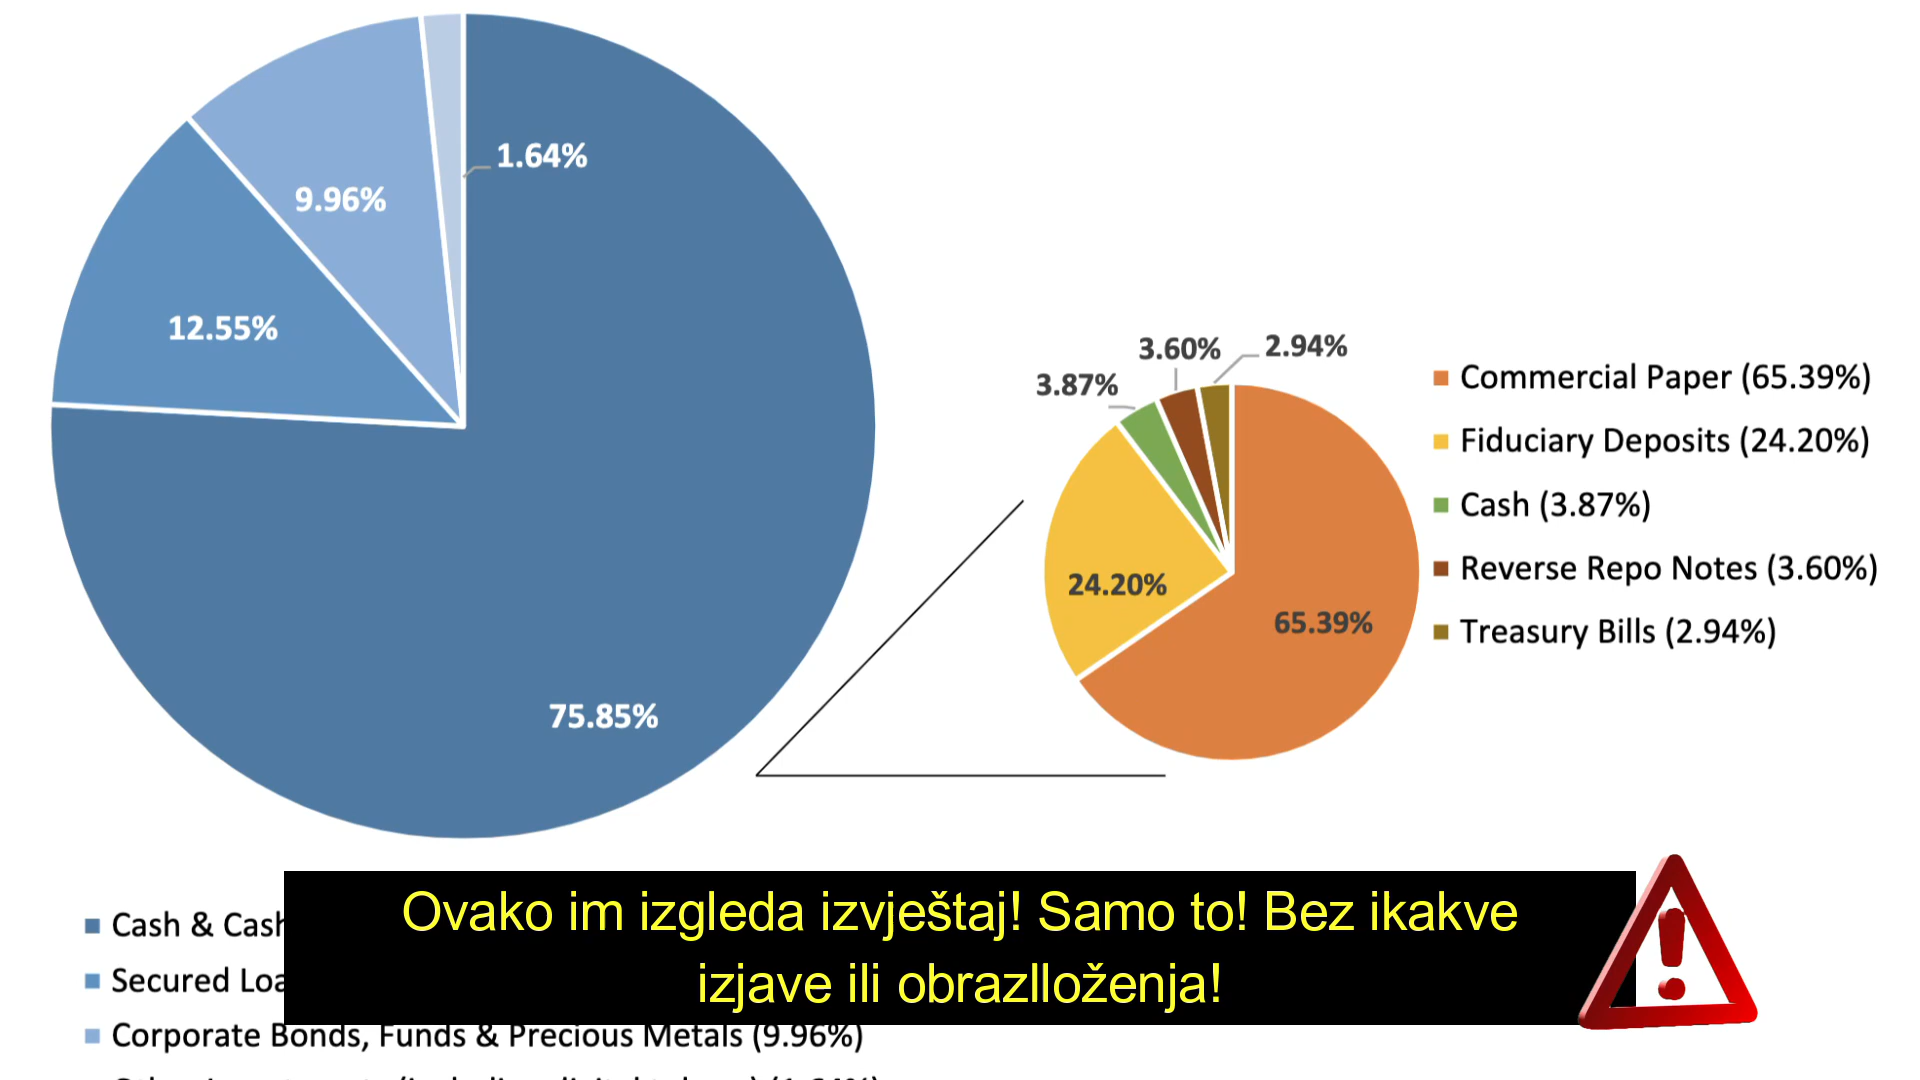 1.64%
9.96%
12.55%
75.85%
3.87%
3.60%
2.94%
24.20%
65.39%
Commercial Paper (65.39%)
Fiduciary Deposits (24.20%)
Cash (3.87%)
Reverse Repo Notes (3.60%)
Treasury Bills (2.94%)
Cash & Cash
Secured
Corporate Bonds, Funds & Precious Metals (9.96%)
Ovako im izgleda izvještaj! Samo to! Bez ikakve
izjave ili obrazlloženja!